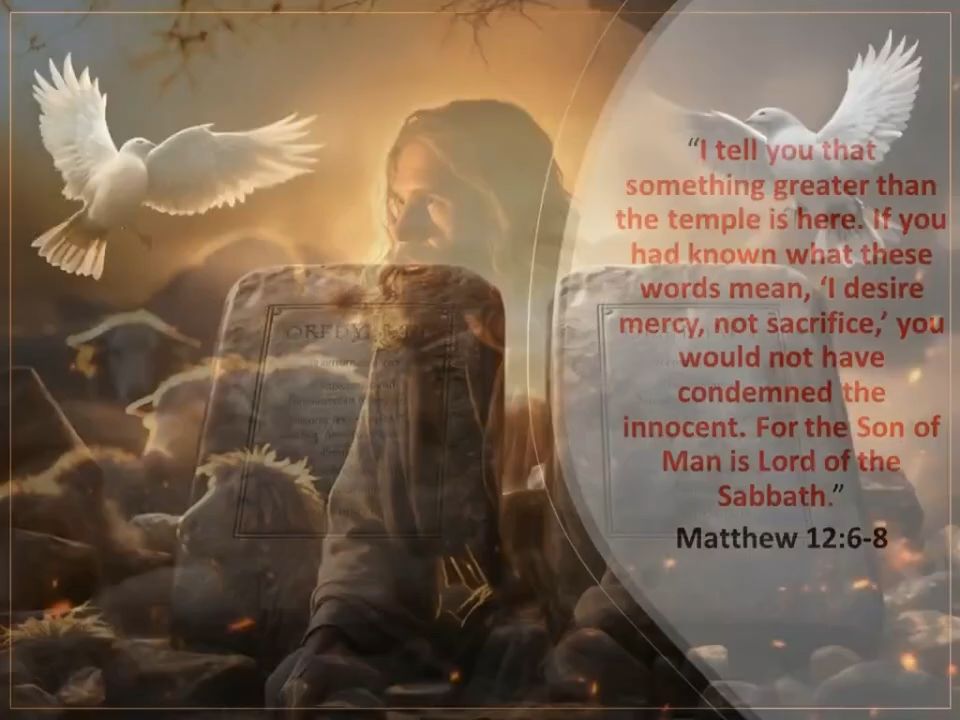 “I tell you that
something greater than
the temple is here. If you
had known what these
words mean, ‘I desire
mercy, not sacrifice,’ you
would not have
condemned the
innocent. For the Son of
Man is Lord of the
Sabbath.”
Matthew 12:6-8